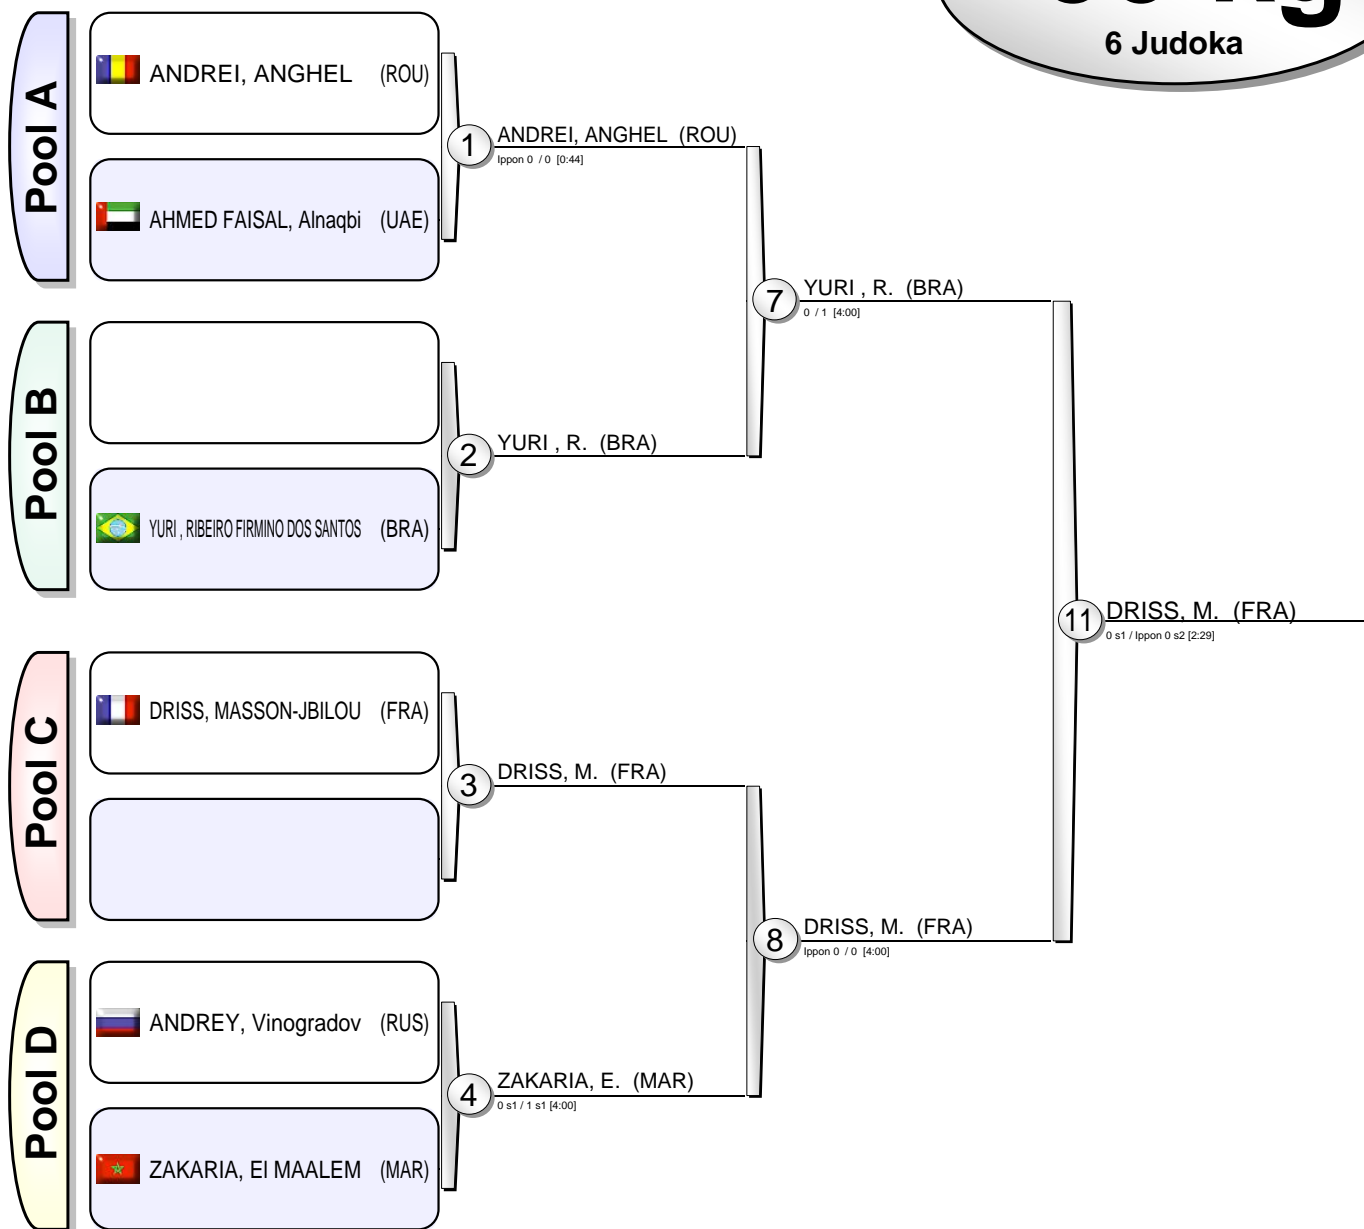 6 Judoka
Pool A
ANDREI, ANGHEL (ROU)
AHMED FAISAL, Alnaqbi (UAE)
1
ANDREI, ANGHEL (ROU)
Ippon 0 / 0 [0:44]
Pool B
YURI , RIBEIRO FIRMINO DOS SANTOS (BRA)
2
YURI , R. (BRA)
7
YURI , R. (BRA)
0 / 1 [4:00]
Pool C
DRISS, MASSON-JBILOU (FRA)
3
DRISS, M. (FRA)
Pool D
ANDREY, Vinogradov (RUS)
ZAKARIA, El MAALEM (MAR)
4
ZAKARIA, E. (MAR)
0 s1 / 1 s1 [4:00]
8
DRISS, M. (FRA)
Ippon 0 / 0 [4:00]
11
DRISS, M. (FRA)
0 s1 / Ippon 0 s2 [2:29]